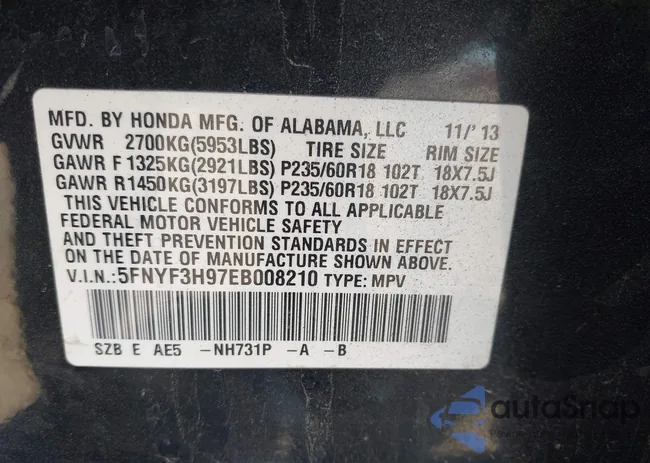 MFD. BY HONDA MFG. OF ALABAMA, LLC 11/'13
GVWR 2700KG(5953LBS) TIRE SIZE RIM SIZE
GAWR F 1325KG(2921LBS) P235/60R18 102T 18X7.5J
GAWR R1450KG(3197LBS) P235/60R18 102T 18X7.5J
THIS VEHICLE CONFORMS TO ALL APPLICABLE
FEDERAL MOTOR VEHICLE SAFETY
AND THEFT PREVENTION STANDARDS IN EFFECT
ON THE DATE OF MANUFACTURE SHOWN ABOVE.
V.I.N.:5FNYF3H97EB008210 TYPE: MPV
SZB E AE5 -NH731P -A -B
autoSnap